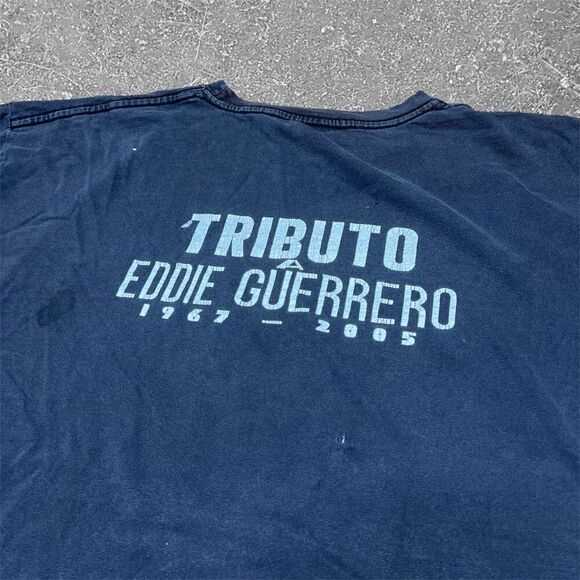 'TRIBUTO
A
EDDIE GUERRERO
1967 - 2005